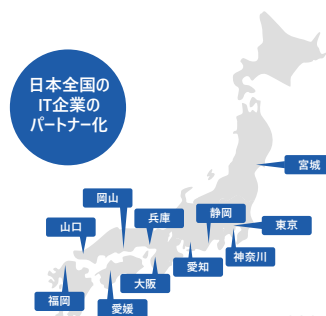 日本全国の
IT企業の
パートナー化
宮城
岡山
兵庫
静岡
山口
東京
神奈川
愛知
大阪
福岡
愛媛